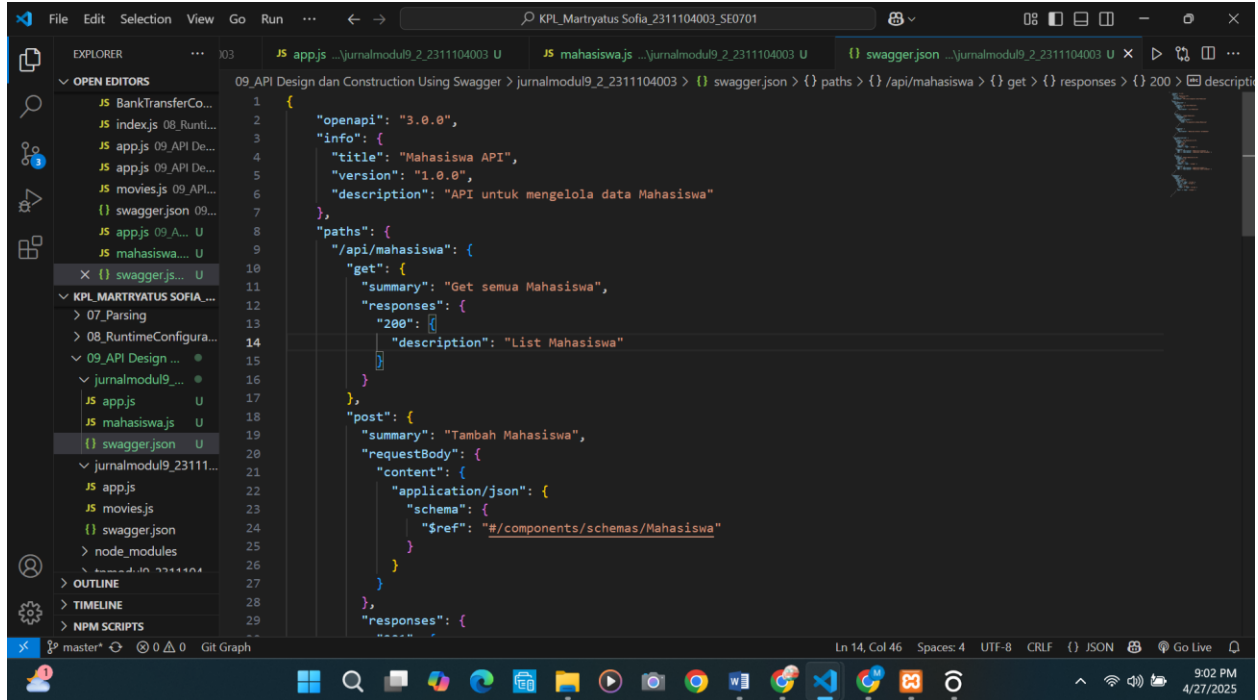 File Edit Selection View Go Run ··· KPL_Martryatus Sofia_2311104003_SE0701
EXPLORER ···
003 JS app.js ...\jurnalmodul9_2_2311104003 U JS mahasiswa.js ...\jurnalmodul9_2_2311104003 U {} swagger.json ...\jurnalmodul9_2_2311104003 U
09_API Design dan Construction Using Swagger > jurnalmodul9_2_2311104003 > {} swagger.json > {} paths > {} /api/mahasiswa > {} get > {} responses > {} 200 > descriptio
OPEN EDITORS
JS BankTransferCo...
JS index.js 08_Runti...
JS app.js 09_API De...
JS app.js 09_API De...
JS movies.js 09_API...
{} swagger.json 09...
JS app.js 09_A... U
JS mahasiswa.... U
{} swagger.js... U
KPL_MARTRYATUS SOFIA_...
07_Parsing
08_RuntimeConfigura...
09_API Design ...
jurnalmodul9_...
JS app.js U
JS mahasiswa.js U
{} swagger.json U
jurnalmodul9_23111...
JS app.js
JS movies.js
{} swagger.json
node_modules
OUTLINE
TIMELINE
NPM SCRIPTS
3
1 {
2 "openapi": "3.0.0",
3 "info": {
4 "title": "Mahasiswa API",
5 "version": "1.0.0",
6 "description": "API untuk mengelola data Mahasiswa"
7 },
8 "paths": {
9 "/api/mahasiswa": {
10 "get": {
11 "summary": "Get semua Mahasiswa",
12 "responses": {
13 "200": {
14 "description": "List Mahasiswa"
15 }
16 }
17 },
18 "post": {
19 "summary": "Tambah Mahasiswa",
20 "requestBody": {
21 "content": {
22 "application/json": {
23 "schema": {
24 "$ref": "#/components/schemas/Mahasiswa"
25 }
26 }
27 }
28 },
29 "responses": {
master* 0 0 Git Graph Ln 14, Col 46 Spaces: 4 UTF-8 CRLF {} JSON Go Live
1
9:02 PM
4/27/2025